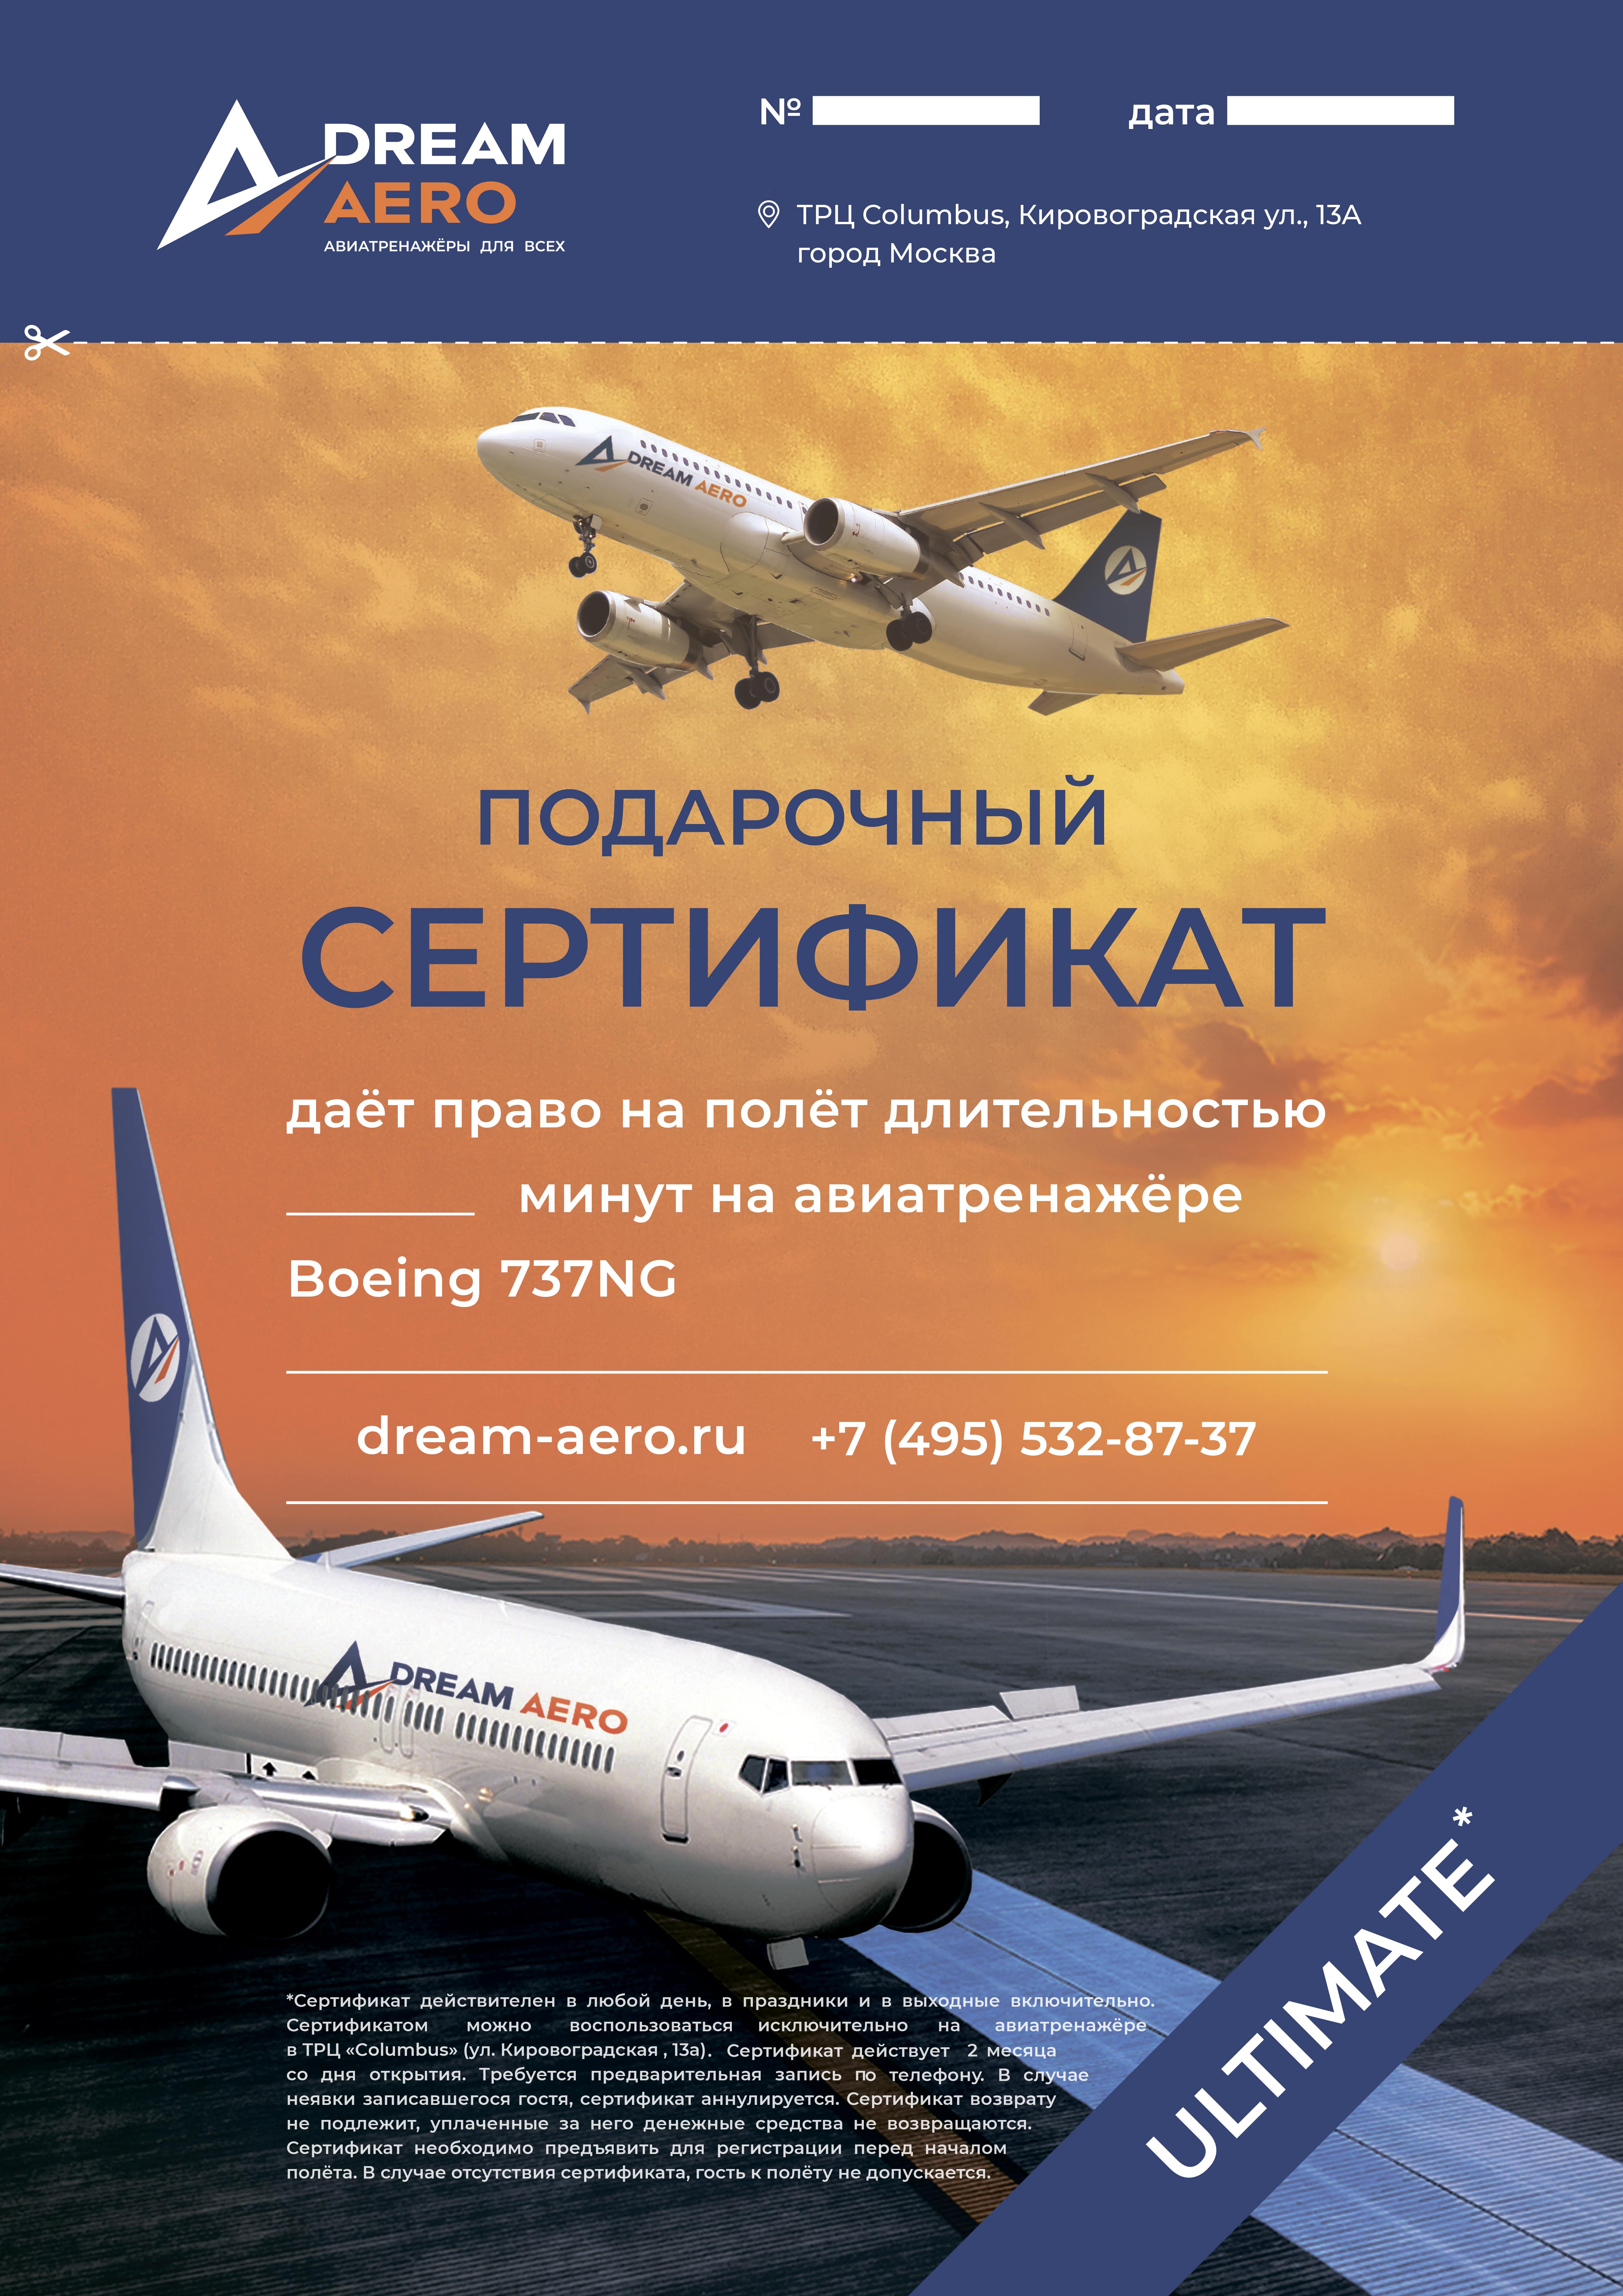 DREAM
AERO
АВИАТРЕНАЖЁРЫ ДЛЯ ВСЕХ
№
дата
ТРЦ Columbus, Кировоградская ул., 13А
город Москва
DREAM AERO
ПОДАРОЧНЫЙ
СЕРТИФИКАТ
даёт право на полёт длительностью
минут на авиатренажёре
Boeing 737NG
dream-aero.ru
+7 (495) 532-87-37
DREAM AERO
ULTIMATE*
*Сертификат действителен в любой день, в праздники и в выходные включительно.
Сертификатом можно воспользоваться исключительно на авиатренажёре
в ТРЦ «Columbus» (ул. Кировоградская , 13а). Сертификат действует 2 месяца
со дня открытия. Требуется предварительная запись по телефону. В случае
неявки записавшегося гостя, сертификат аннулируется. Сертификат возврату
не подлежит, уплаченные за него денежные средства не возвращаются.
Сертификат необходимо предъявить для регистрации перед началом
полёта. В случае отсутствия сертификата, гость к полёту не допускается.